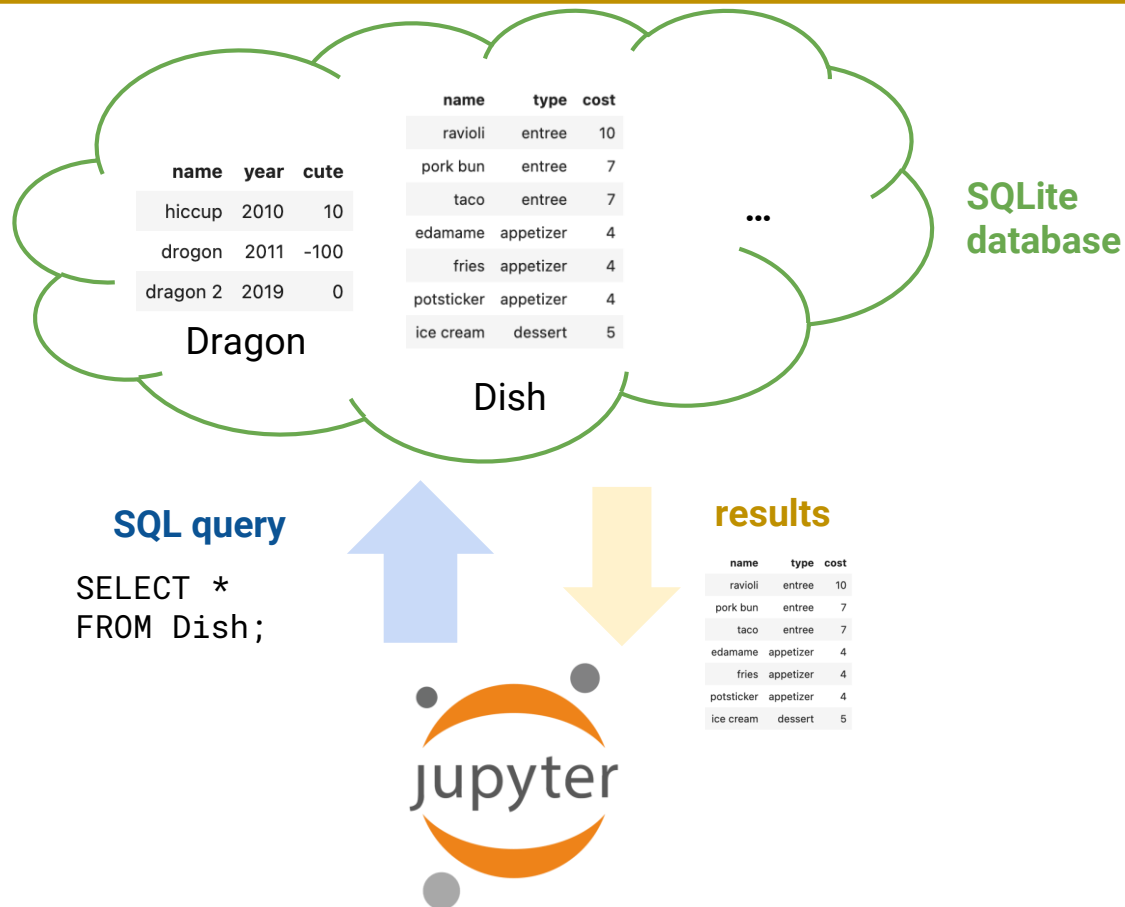 name year cute
hiccup 2010 10
drogon 2011 -100
dragon 2 2019 0
Dragon
name type cost
ravioli entree 10
pork bun entree 7
taco entree 7
edamame appetizer 4
fries appetizer 4
potsticker appetizer 4
ice cream dessert 5
Dish
...
SQLite
database
SQL query
SELECT *
FROM Dish;
results
name type cost
ravioli entree 10
pork bun entree 7
taco entree 7
edamame appetizer 4
fries appetizer 4
potsticker appetizer 4
ice cream dessert 5
jupyter